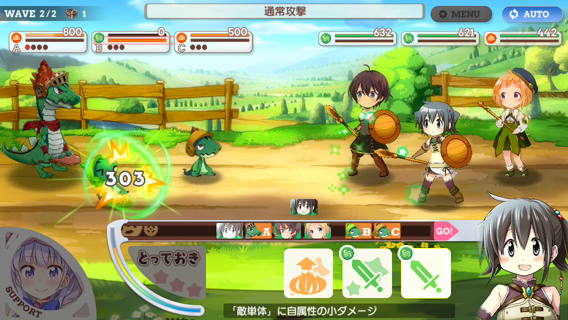 WAVE 2/2 1
通常攻撃
MENU
AUTO
800
A
0
B
500
C
632
621
442
303
A B C GO!
SUPPORT
とっておき
「敵単体」に自属性の小ダメージ